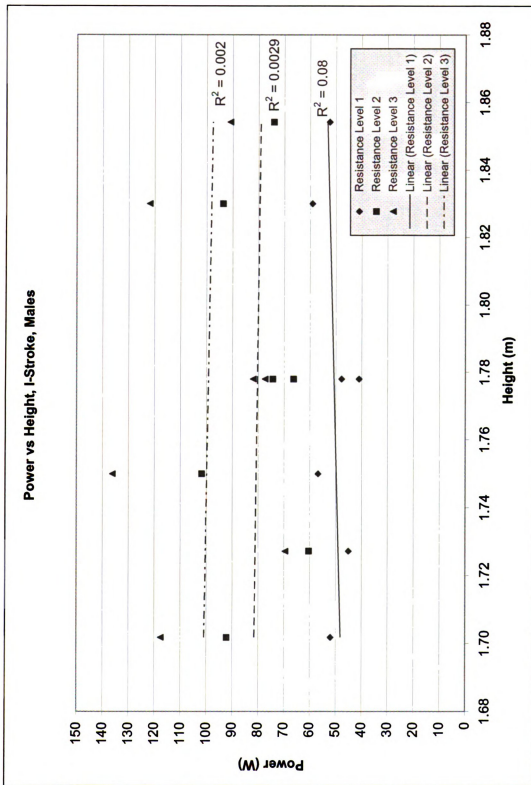 Power vs Height, I-Stroke, Males
Power (W)
150
140
130
120
110
100
90
80
70
60
50
40
30
20
10
0
R² = 0.002
R² = 0.0029
R² = 0.08
Resistance Level 1
Resistance Level 2
Resistance Level 3
Linear (Resistance Level 1)
Linear (Resistance Level 2)
Linear (Resistance Level 3)
1.68
1.70
1.72
1.74
1.76
1.78
1.80
1.82
1.84
1.86
1.88
Height (m)